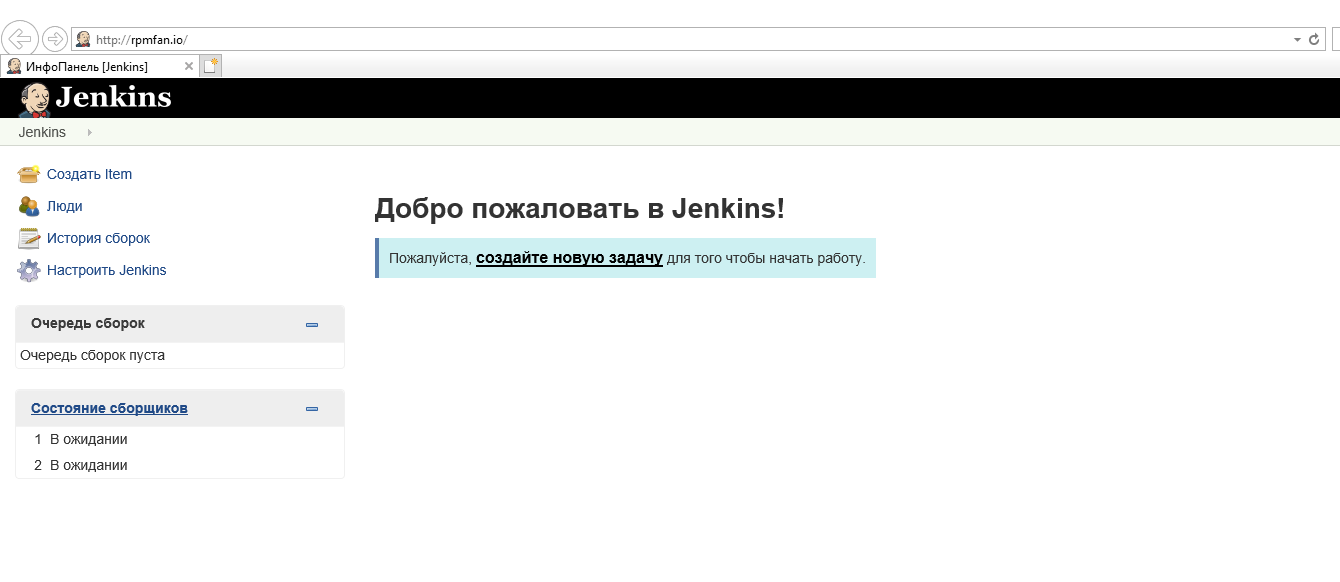 http://rpmfan.io/
ИнфоПанель [Jenkins]
Jenkins
Jenkins
Создать Item
Люди
История сборок
Настроить Jenkins
Добро пожаловать в Jenkins!
Пожалуйста, создайте новую задачу для того чтобы начать работу.
Очередь сборок
Очередь сборок пуста
Состояние сборщиков
1 В ожидании
2 В ожидании